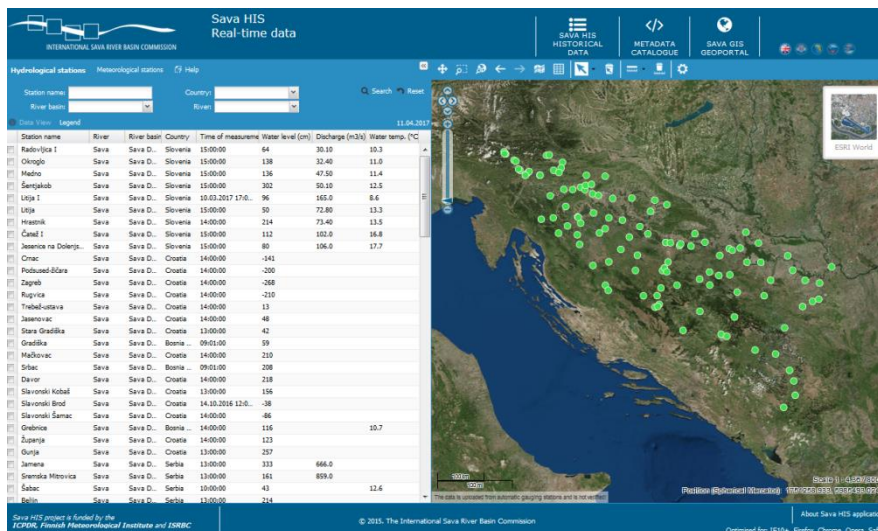 INTERNATIONAL SAVA RIVER BASIN COMMISSION
Sava HIS
Real-time data
SAVA HIS
HISTORICAL
DATA
METADATA
CATALOGUE
SAVA GIS
GEOPORTAL
Hydrological stations Meteorological stations Help
Station name: Country: Search Reset
River basin: River:
Data View Legend 11.04.2017
Station name River River basin Country Time of measureme Water level (cm) Discharge (m3/s) Water temp. (°C
Radovljica I Sava Sava D... Slovenia 15:00:00 64 30.10 10.3
Okroglo Sava Sava D... Slovenia 15:00:00 138 32.40 11.0
Medno Sava Sava D... Slovenia 15:00:00 136 47.50 11.4
Šentjakob Sava Sava D... Slovenia 15:00:00 302 50.10 12.5
Litija I Sava Sava D... Slovenia 10.03.2017 17:0... 96 165.0 8.6
Litija Sava Sava D... Slovenia 15:00:00 50 72.80 13.3
Hrastnik Sava Sava D... Slovenia 14:00:00 214 73.40 13.5
Čatež I Sava Sava D... Slovenia 15:00:00 112 102.0 16.8
Jesenice na Dolenjs... Sava Sava D... Slovenia 15:00:00 80 106.0 17.7
Crnac Sava Sava D... Croatia 14:00:00 -141
Podsused-žičara Sava Sava D... Croatia 14:00:00 -200
Zagreb Sava Sava D... Croatia 14:00:00 -268
Rugvica Sava Sava D... Croatia 14:00:00 -210
Trebež-ustava Sava Sava D... Croatia 14:00:00 13
Jasenovac Sava Sava D... Croatia 14:00:00 48
Stara Gradiška Sava Sava D... Croatia 13:00:00 42
Gradiška Sava Sava D... Bosnia ... 09:01:00 59
Mačkovac Sava Sava D... Croatia 14:00:00 210
Srbac Sava Sava D... Bosnia ... 09:01:00 208
Davor Sava Sava D... Croatia 14:00:00 218
Slavonski Kobaš Sava Sava D... Croatia 13:00:00 156
Slavonski Brod Sava Sava D... Croatia 14.10.2016 12:0... -38
Slavonski Šamac Sava Sava D... Croatia 14:00:00 -86
Grebnice Sava Sava D... Bosnia ... 14:00:00 116 10.7
Županja Sava Sava D... Croatia 14:00:00 123
Gunja Sava Sava D... Croatia 13:00:00 257
Jamena Sava Sava D... Serbia 13:00:00 333 666.0
Sremska Mitrovica Sava Sava D... Serbia 13:00:00 161 859.0
Šabac Sava Sava D... Serbia 10:00:00 43 12.6
Beljin Sava Sava D... Serbia 13:00:00 214
ESRI World
100 km
The data is uploaded from automatic gauging stations and is not verified
Position (Spherical Mercator):
Sava HIS project is funded by the
ICPDR, Finnish Meteorological Institute and ISRBC
© 2015. The International Sava River Basin Commission
About Sava HIS applicatio
Optimized for: IE10+, Firefox, Chrome, Opera, Saf